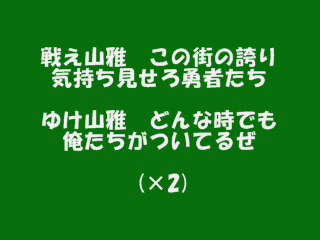 戦え山雅　この街の誇り
気持ち見せろ勇者たち
ゆけ山雅　どんな時でも
俺たちがついてるぜ
(×2)